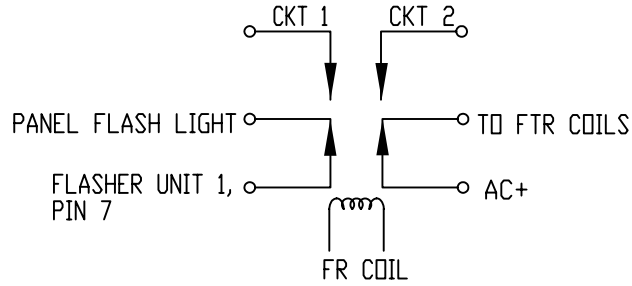 CKT 1
CKT 2
PANEL FLASH LIGHT
TO FTR COILS
FLASHER UNIT 1,
PIN 7
AC+
FR COIL